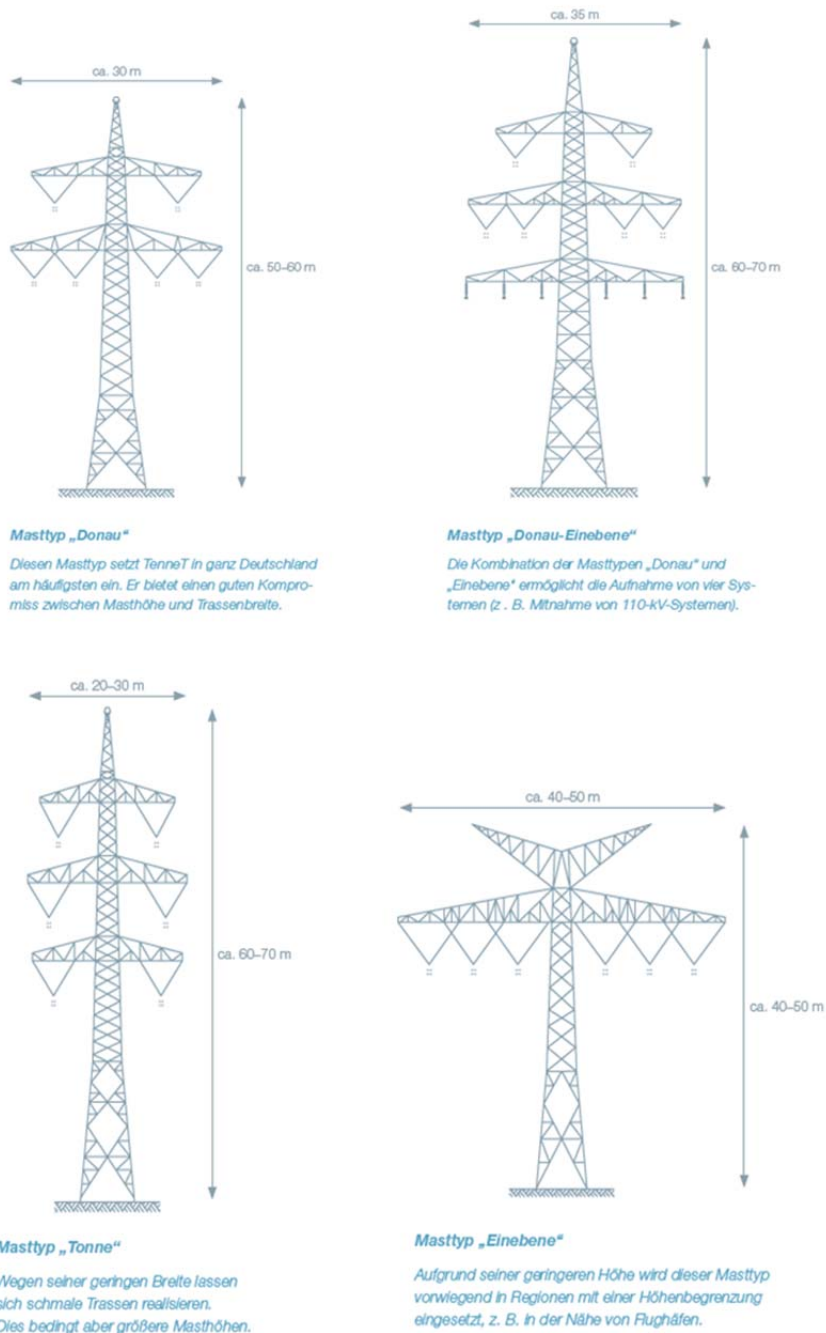 ca. 30 m
ca. 50–60 m
Masttyp „Donau“
Diesen Masttyp setzt TenneT in ganz Deutschland
am häufigsten ein. Er bietet einen guten Kompro-
miss zwischen Masthöhe und Trassenbreite.
ca. 35 m
ca. 60–70 m
Masttyp „Donau-Einebene“
Die Kombination der Masttypen „Donau“ und
„Einebene“ ermöglicht die Aufnahme von vier Sys-
temen (z . B. Mitnahme von 110-kV-Systemen).
ca. 20–30 m
ca. 60–70 m
Masttyp „Tonne“
Wegen seiner geringen Breite lassen
sich schmale Trassen realisieren.
Dies bedingt aber größere Masthöhen.
ca. 40–50 m
ca. 40–50 m
Masttyp „Einebene“
Aufgrund seiner geringeren Höhe wird dieser Masttyp
vorwiegend in Regionen mit einer Höhenbegrenzung
eingesetzt, z. B. in der Nähe von Flughäfen.